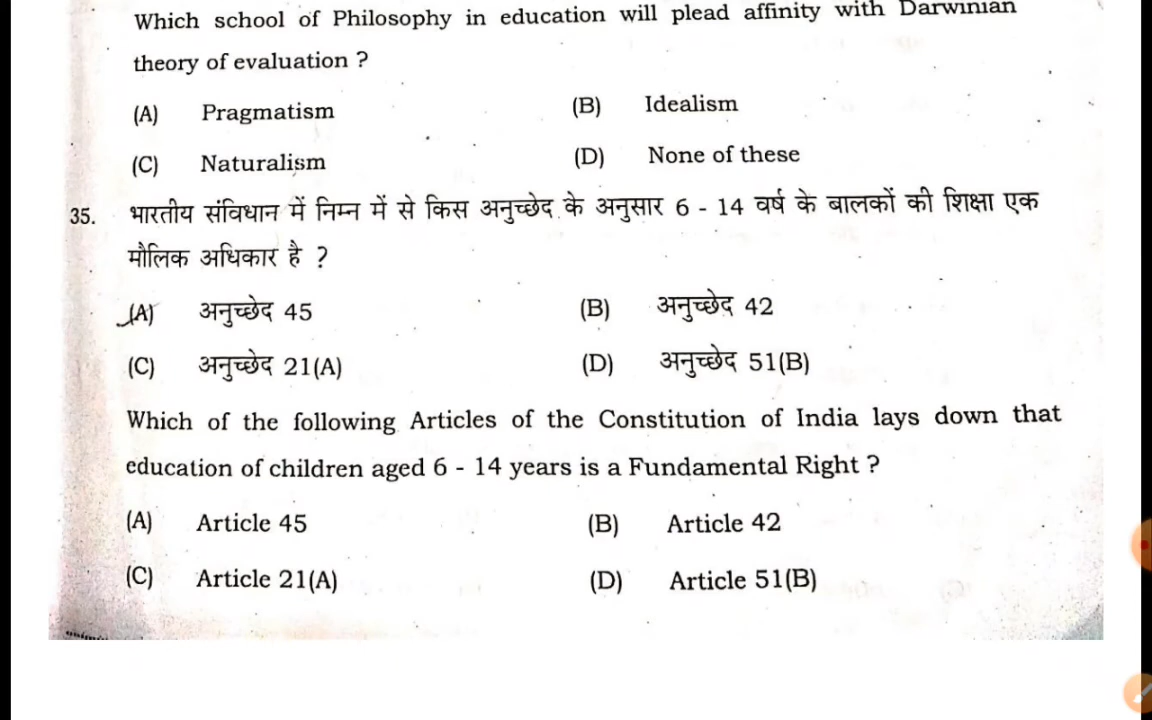 Which school of Philosophy in education will plead affinity with Darwinian
theory of evaluation ?
(A) Pragmatism (B) Idealism
(C) Naturalism (D) None of these
35. भारतीय संविधान में निम्न में से किस अनुच्छेद के अनुसार 6 - 14 वर्ष के बालकों की शिक्षा एक
मौलिक अधिकार है ?
(A) अनुच्छेद 45 (B) अनुच्छेद 42
(C) अनुच्छेद 21(A) (D) अनुच्छेद 51(B)
Which of the following Articles of the Constitution of India lays down that
education of children aged 6 - 14 years is a Fundamental Right ?
(A) Article 45 (B) Article 42
(C) Article 21(A) (D) Article 51(B)